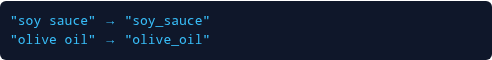 "soy sauce" → "soy_sauce"
"olive oil" → "olive_oil"